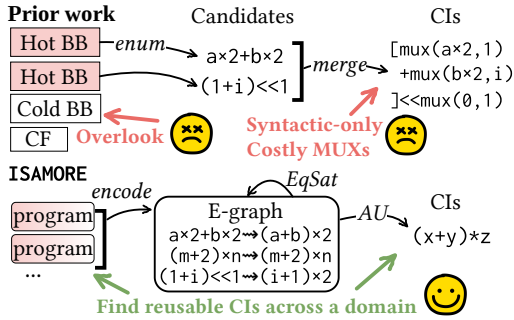 Prior work
Candidates
CIs
Hot BB
enum
a×2+b×2
Hot BB
(1+i)<<1
merge
[mux(a×2,1)
+mux(b×2,i)
]<<mux(0,1)
Cold BB
CF
Overlook
Syntactic-only
Costly MUXs
ISAMORE
encode
EqSat
program
program
...
E-graph
a×2+b×2⇝(a+b)×2
(m+2)×n⇝(m+2)×n
(1+i)<<1⇝(i+1)×2
AU
CIs
(x+y)*z
Find reusable CIs across a domain